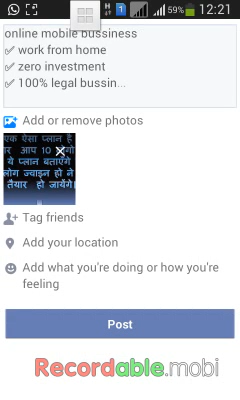 59% 12:21
online mobile bussiness
✅ work from home
✅ zero investment
✅ 100% legal bussin...
Add or remove photos
एक ऐसा प्लान है
आप 10
ये प्लान बताएँगे
लोग ज्वाइन हो ने
तैयार हो जायेंगे।
Tag friends
Add your location
Add what you're doing or how you're
feeling
Post
Recordable.mobi